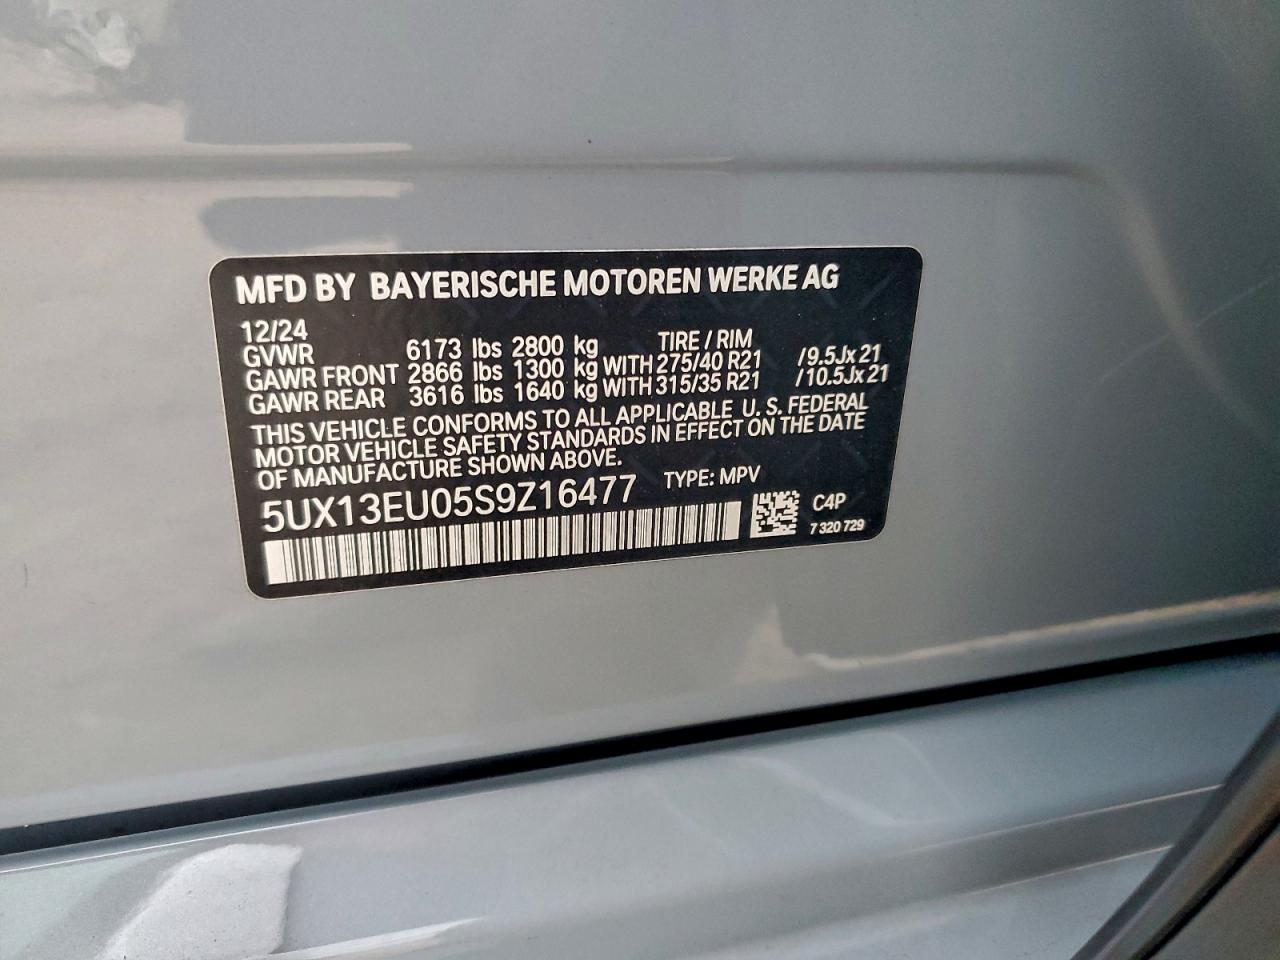 MFD BY BAYERISCHE MOTOREN WERKE AG
12/24
GVWR 6173 lbs 2800 kg TIRE / RIM
GAWR FRONT 2866 lbs 1300 kg WITH 275/40 R21 /9.5Jx21
GAWR REAR 3616 lbs 1640 kg WITH 315/35 R21 /10.5Jx21
THIS VEHICLE CONFORMS TO ALL APPLICABLE U. S. FEDERAL
MOTOR VEHICLE SAFETY STANDARDS IN EFFECT ON THE DATE
OF MANUFACTURE SHOWN ABOVE.
5UX13EU05S9Z16477 TYPE: MPV
C4P
7 320 729